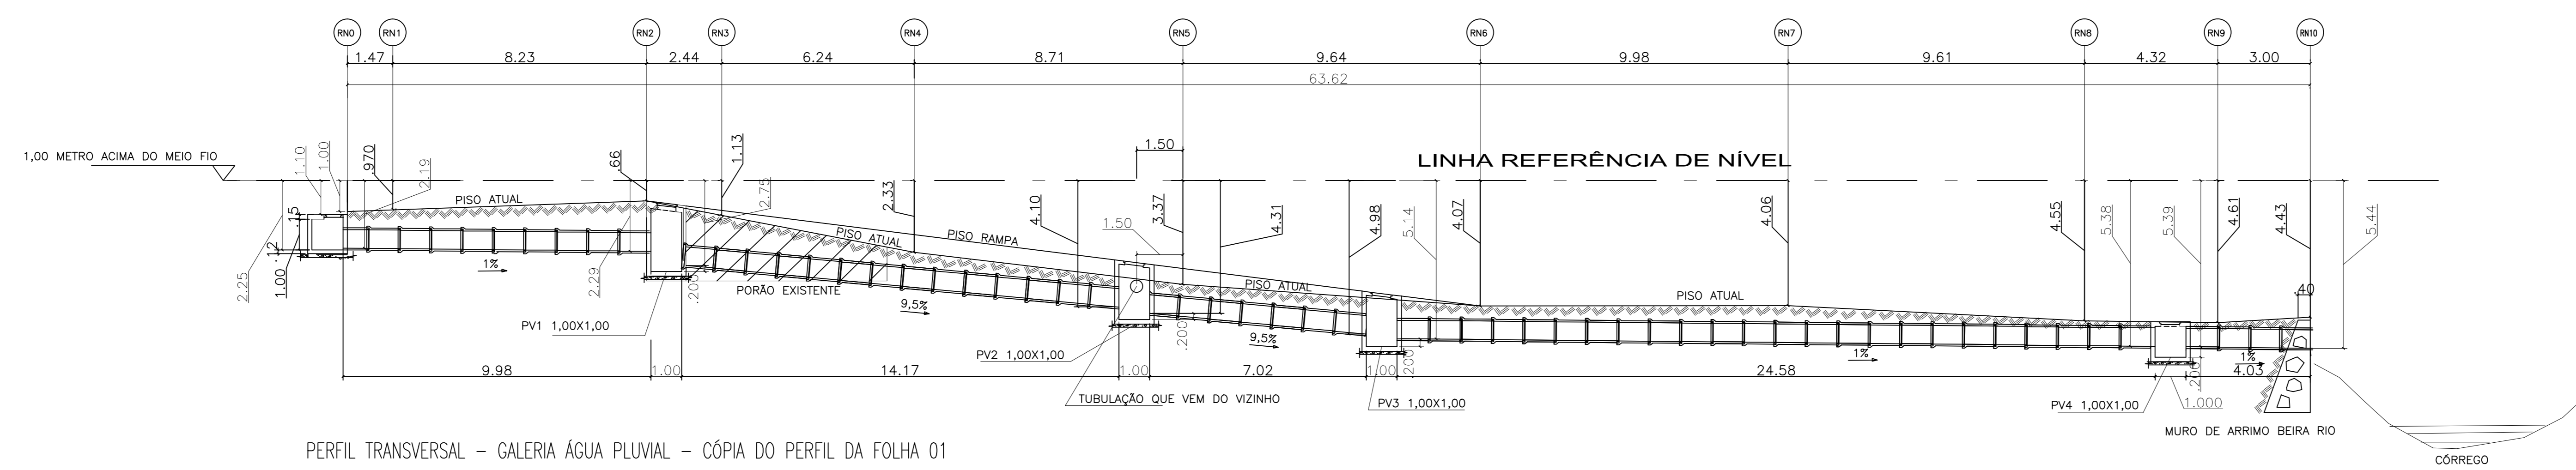 RN0 RN1 RN2 RN3 RN4 RN5 RN6 RN7 RN8 RN9 RN10
1.47 8.23 2.44 6.24 8.71 9.64 9.98 9.61 4.32 3.00
63.62
1,00 METRO ACIMA DO MEIO FIO
LINHA REFERÊNCIA DE NÍVEL
1.10
1.00
.970
2.19
.66
1.13
2.75
2.33
4.10
1.50
3.37
4.31
4.98
5.14
4.07
4.06
4.55
5.38
5.39
4.61
4.43
5.44
PISO ATUAL
PISO ATUAL
PISO RAMPA
1.50
PISO ATUAL
PISO ATUAL
.40
.15
.12
1.00
2.25
1%
2.29
.200
PORÃO EXISTENTE
9,5%
.200
9,5%
.200
1%
.200
1%
PV1 1,00X1,00
PV2 1,00X1,00
9.98 1.00 14.17 1.00 7.02 1.00 24.58 4.03
1.000
TUBULAÇÃO QUE VEM DO VIZINHO
PV3 1,00X1,00
PV4 1,00X1,00
MURO DE ARRIMO BEIRA RIO
CÓRREGO
PERFIL TRANSVERSAL – GALERIA ÁGUA PLUVIAL – CÓPIA DO PERFIL DA FOLHA 01